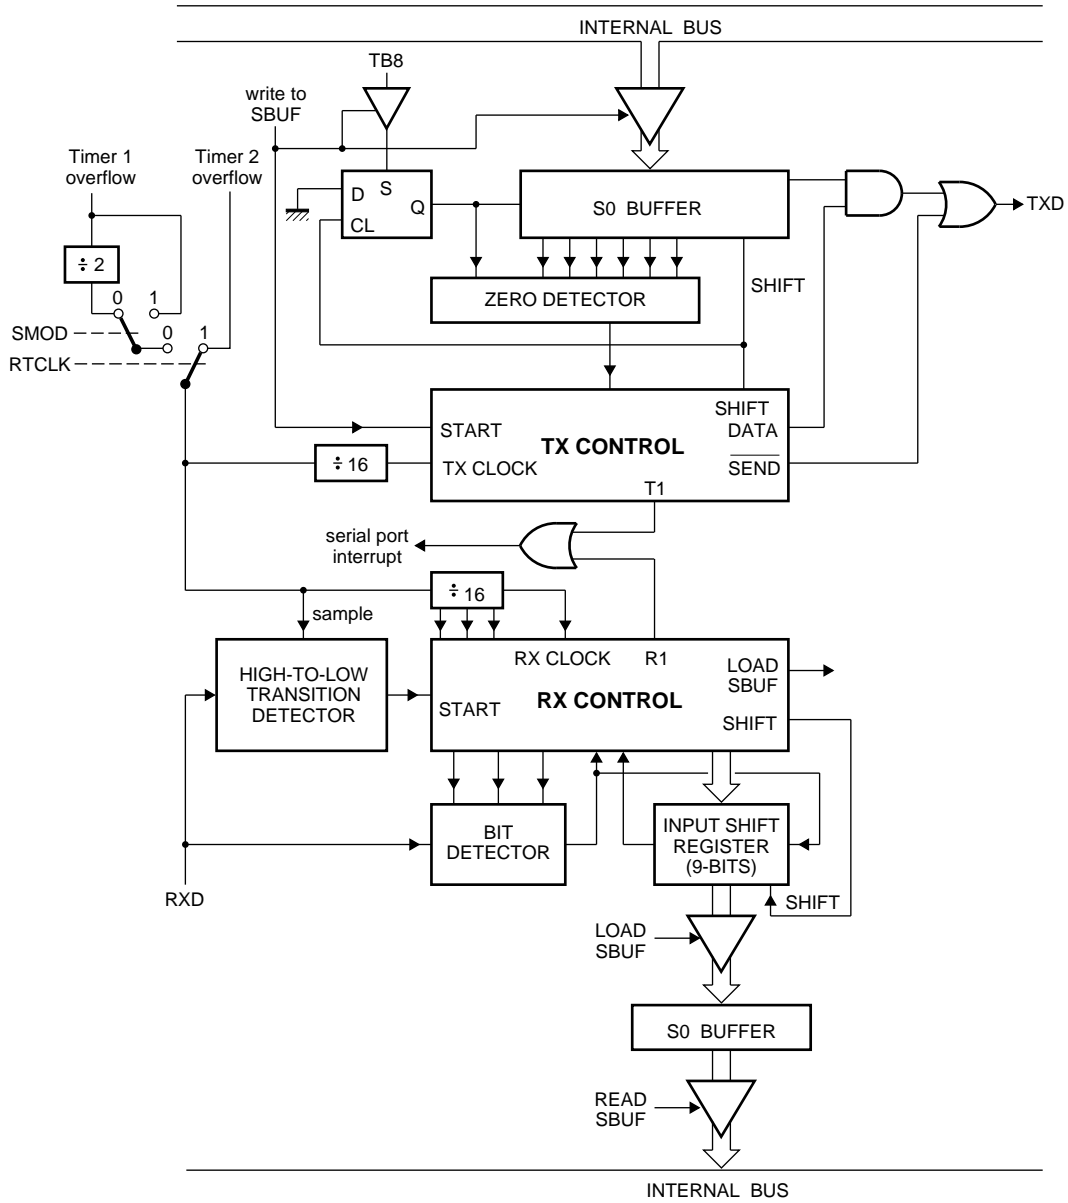 INTERNAL BUS
TB8
write to
SBUF
Timer 1
overflow
Timer 2
overflow
D
S
Q
CL
S0 BUFFER
TXD
÷ 2
ZERO DETECTOR
SHIFT
0
1
SMOD
0
1
RTCLK
SHIFT
START
TX CONTROL
DATA
÷ 16
TX CLOCK
SEND
T1
serial port
interrupt
÷ 16
sample
HIGH-TO-LOW
TRANSITION
DETECTOR
RX CLOCK
R1
LOAD
SBUF
START
RX CONTROL
SHIFT
BIT
DETECTOR
INPUT SHIFT
REGISTER
(9-BITS)
RXD
SHIFT
LOAD
SBUF
S0 BUFFER
READ
SBUF
INTERNAL BUS